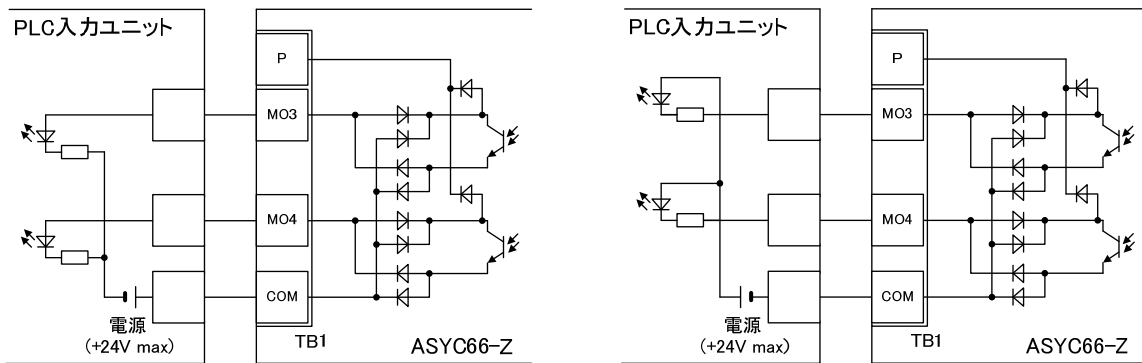 PLC入力ユニット
P
MO3
MO4
COM
電源
(+24V max)
TB1
ASYC66-Z
PLC入力ユニット
P
MO3
MO4
COM
電源
(+24V max)
TB1
ASYC66-Z